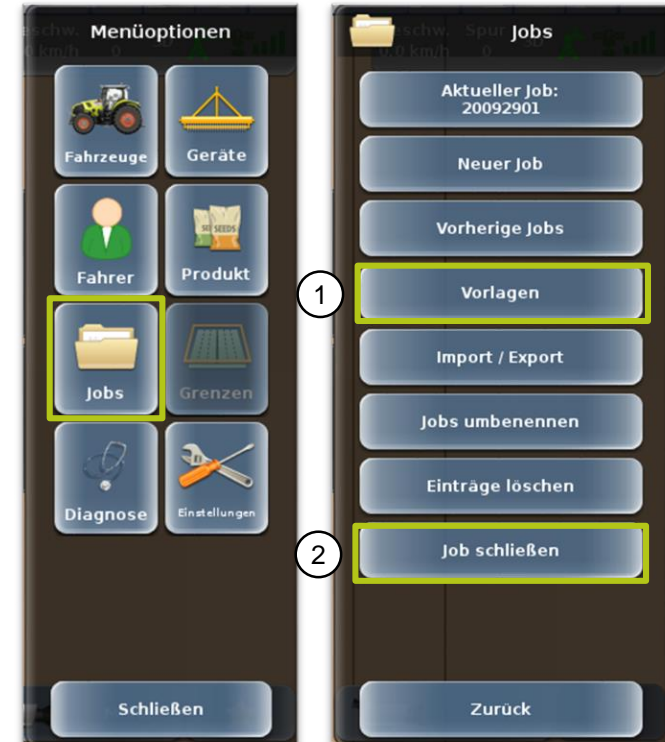 Menüoptionen
Fahrzeuge
Geräte
Fahrer
Produkt
Jobs
Grenzen
Diagnose
Einstellungen
Schließen
Jobs
Aktueller Job:
20092901
Neuer Job
Vorherige Jobs
1
Vorlagen
Import / Export
Jobs umbenennen
Einträge löschen
2
Job schließen
Zurück